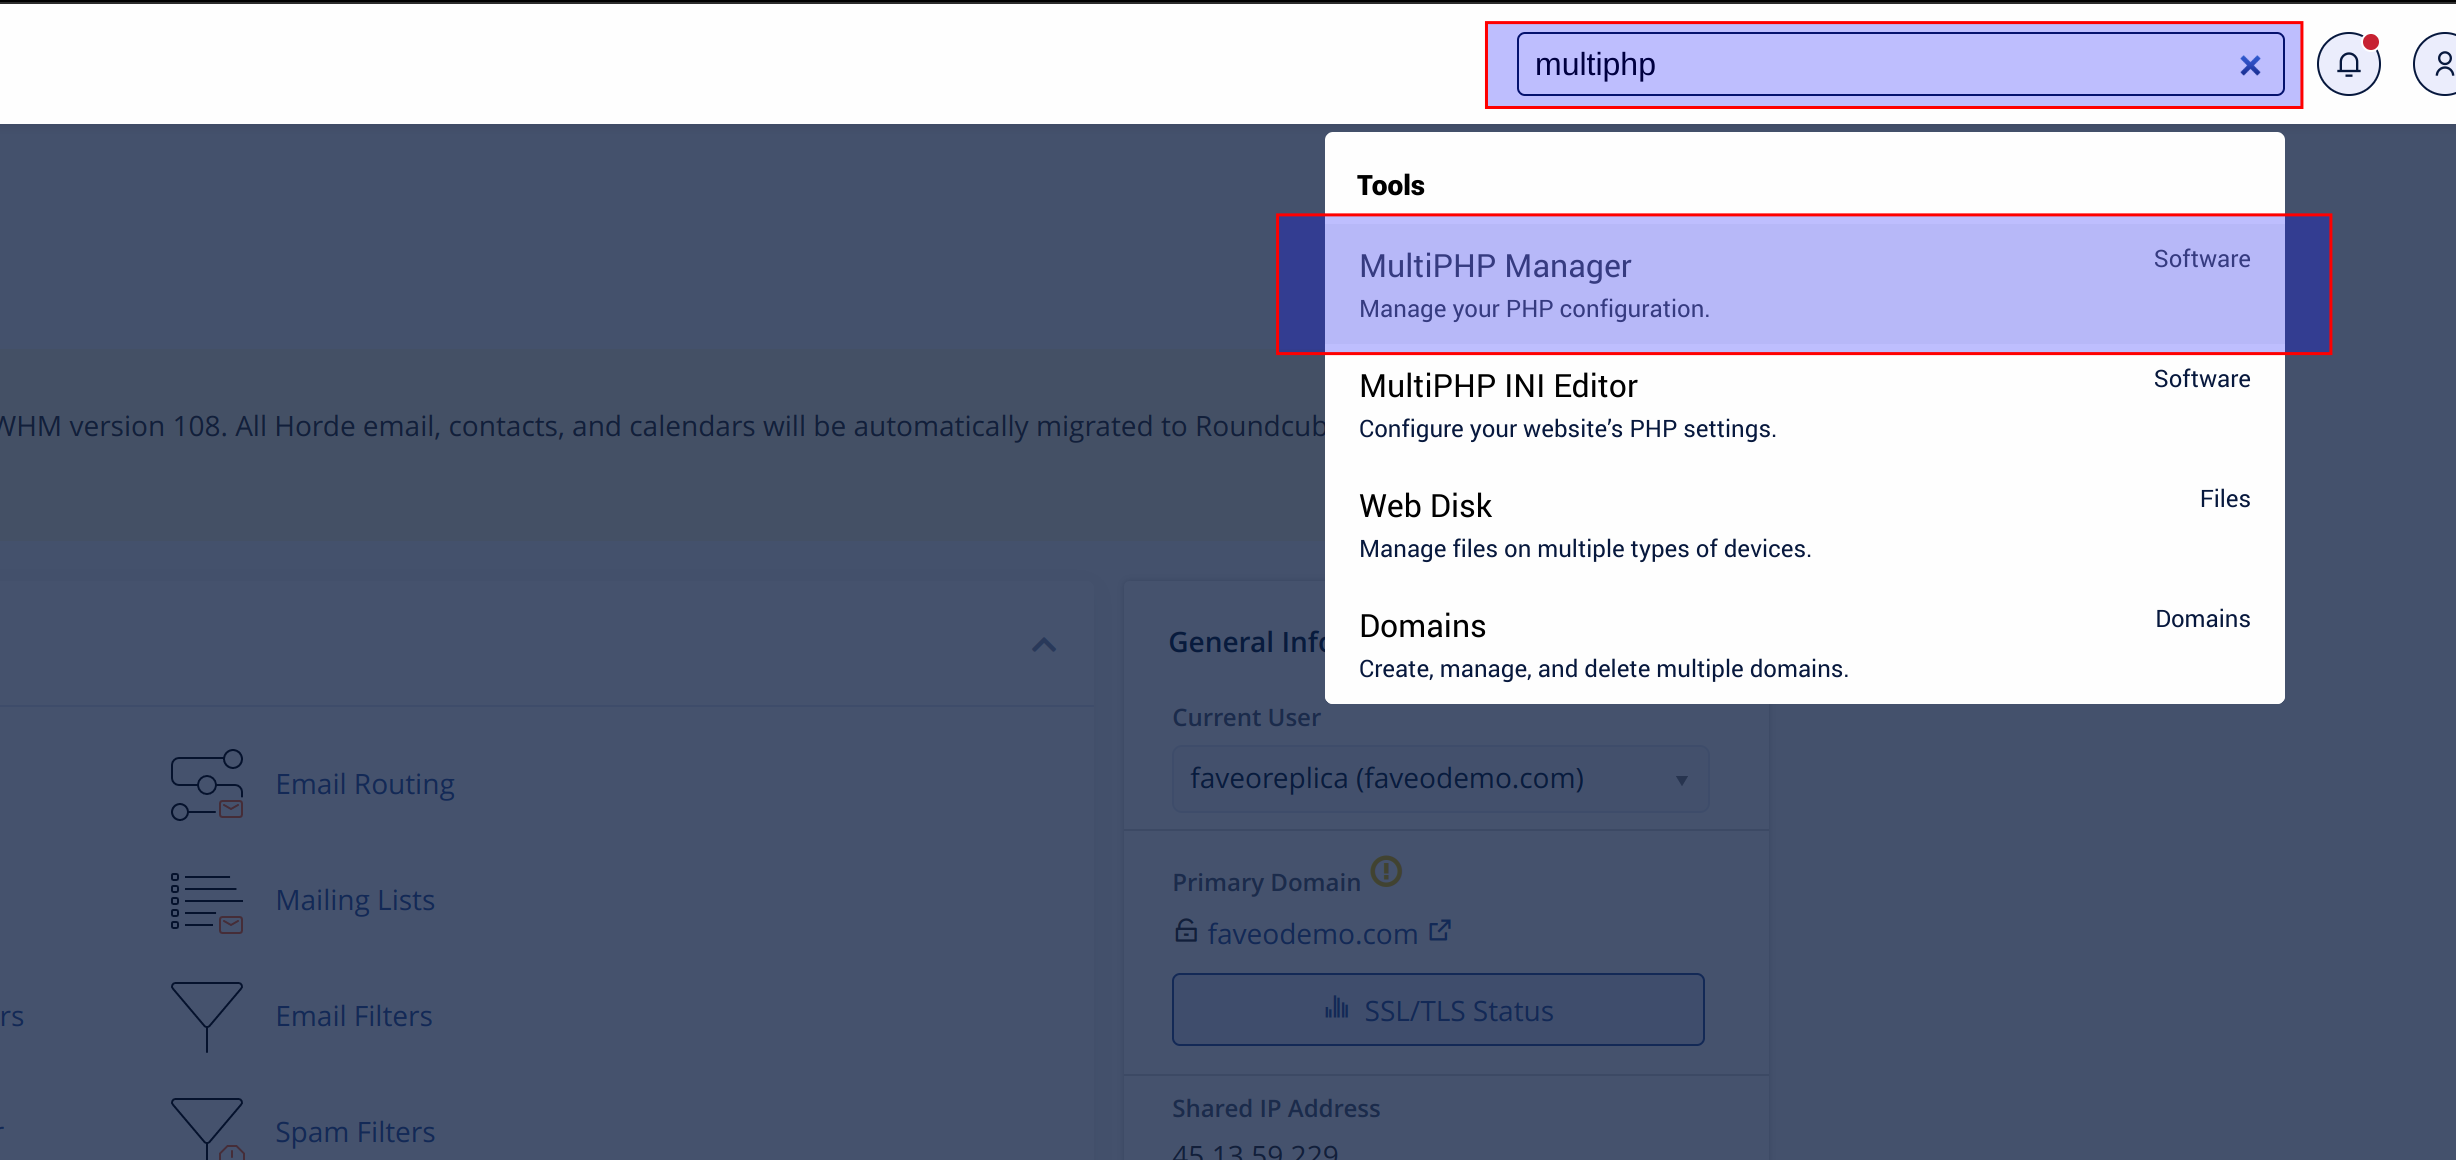 multiphp
Tools
MultiPHP Manager
Software
Manage your PHP configuration.
MultiPHP INI Editor
Software
Configure your website’s PHP settings.
WHM version 108. All Horde email, contacts, and calendars will be automatically migrated to Roundcub
Web Disk
Files
Manage files on multiple types of devices.
Domains
Domains
Create, manage, and delete multiple domains.
General Info
Current User
faveoreplica (faveodemo.com)
Email Routing
Primary Domain
Mailing Lists
faveodemo.com
SSL/TLS Status
rs
Email Filters
Shared IP Address
Spam Filters
45.13.59.229